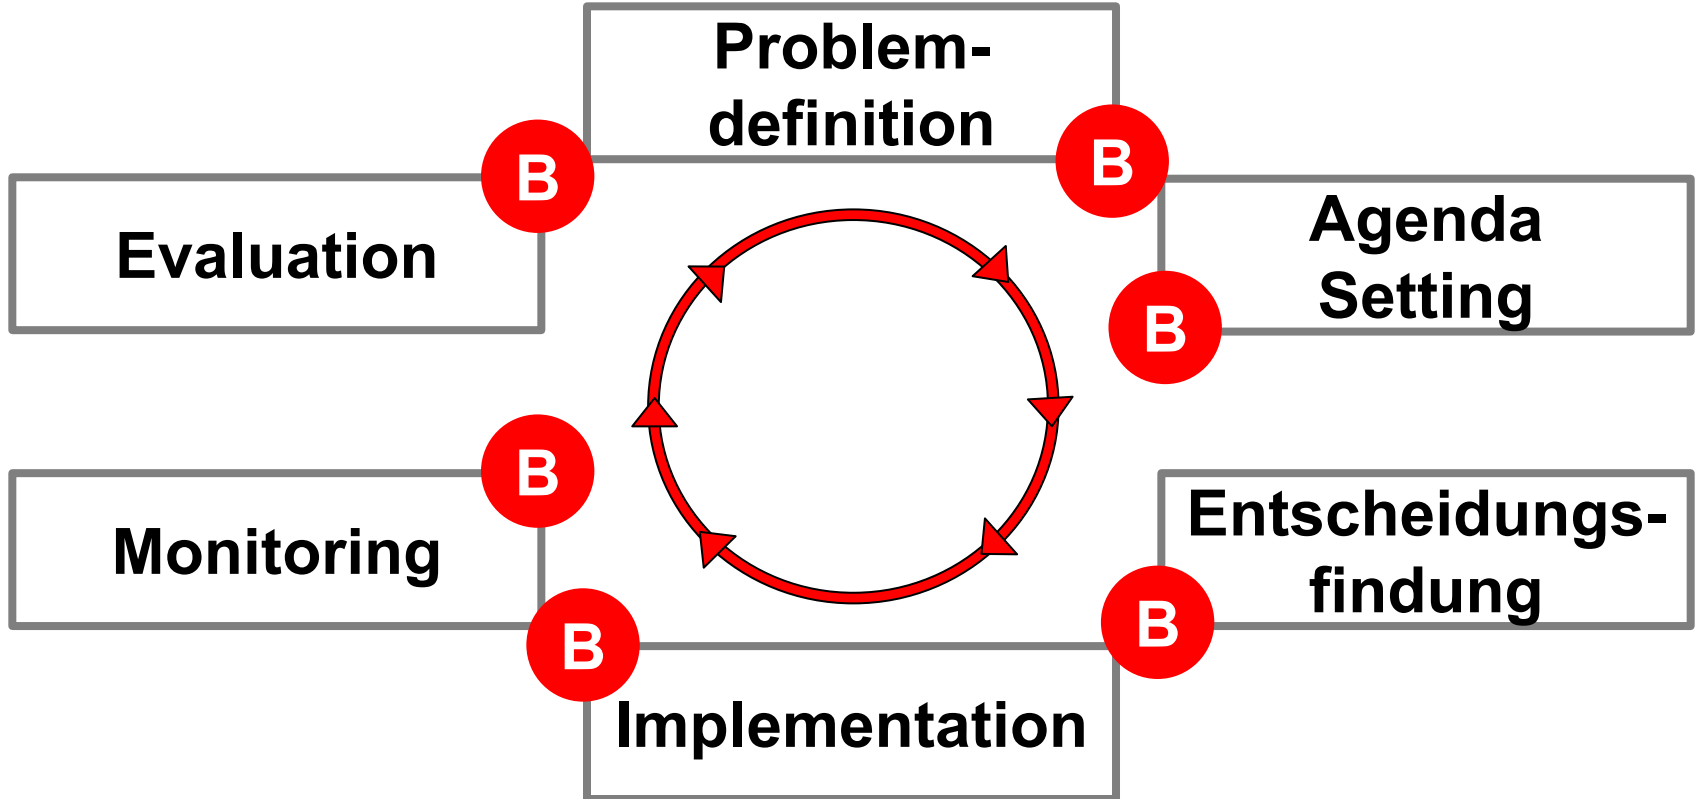 Problem-
definition
B
Agenda
Setting
B
Entscheidungs-
findung
B
Implementation
B
Monitoring
B
Evaluation
B